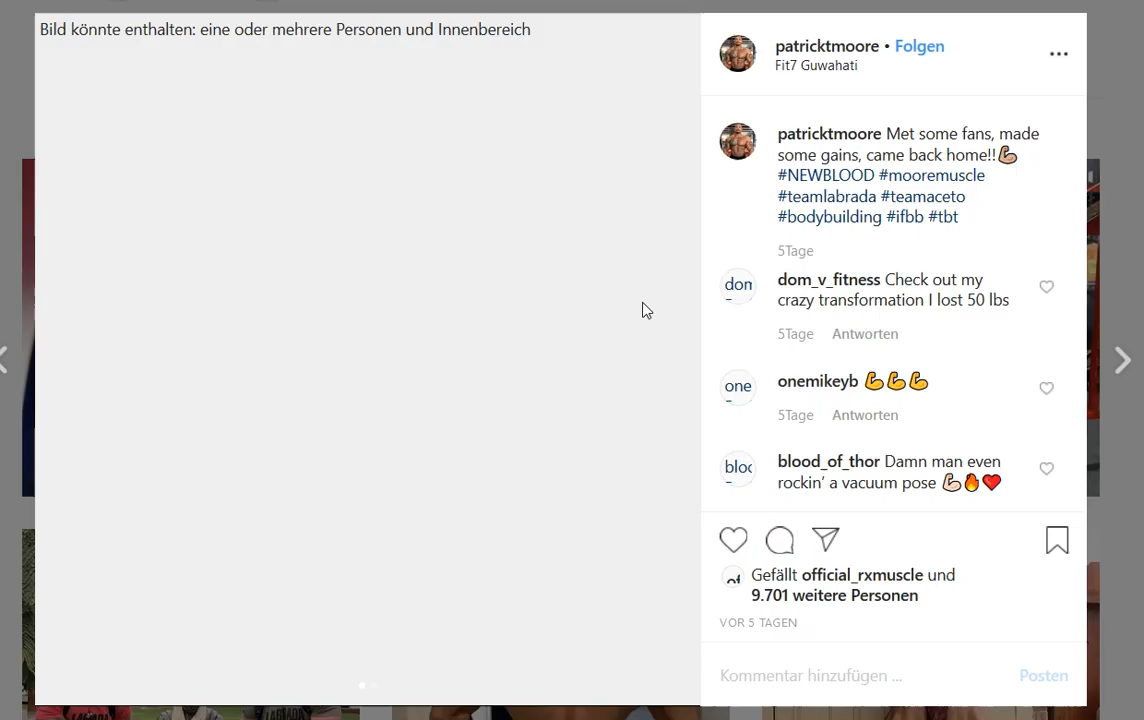 Bild könnte enthalten: eine oder mehrere Personen und Innenbereich
patricktmoore • Folgen
Fit7 Guwahati
patricktmoore Met some fans, made
some gains, came back home!!💪🏽
#NEWBLOOD #mooremuscle
#teamlabrada #teamaceto
#bodybuilding #ifbb #tbt
5Tage
dom
dom_v_fitness Check out my
crazy transformation I lost 50 lbs
5Tage Antworten
one
onemikeyb 💪💪💪
5Tage Antworten
bloo
blood_of_thor Damn man even
rockin’ a vacuum pose 💪🏻🔥❤️
of
Gefällt official_rxmuscle und
9.701 weitere Personen
VOR 5 TAGEN
Kommentar hinzufügen ...
Posten
LABRADA